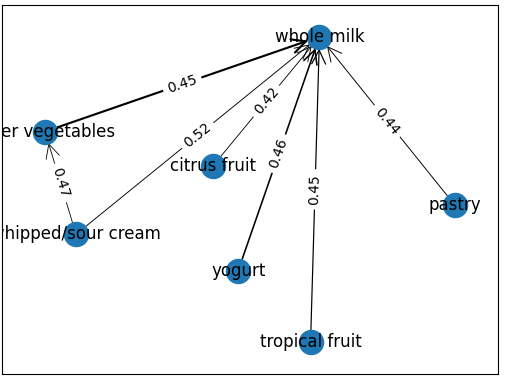 whole milk
0.45
er vegetables
0.52
0.42
0.44
citrus fruit
0.46
0.47
0.45
pastry
whipped/sour cream
yogurt
tropical fruit